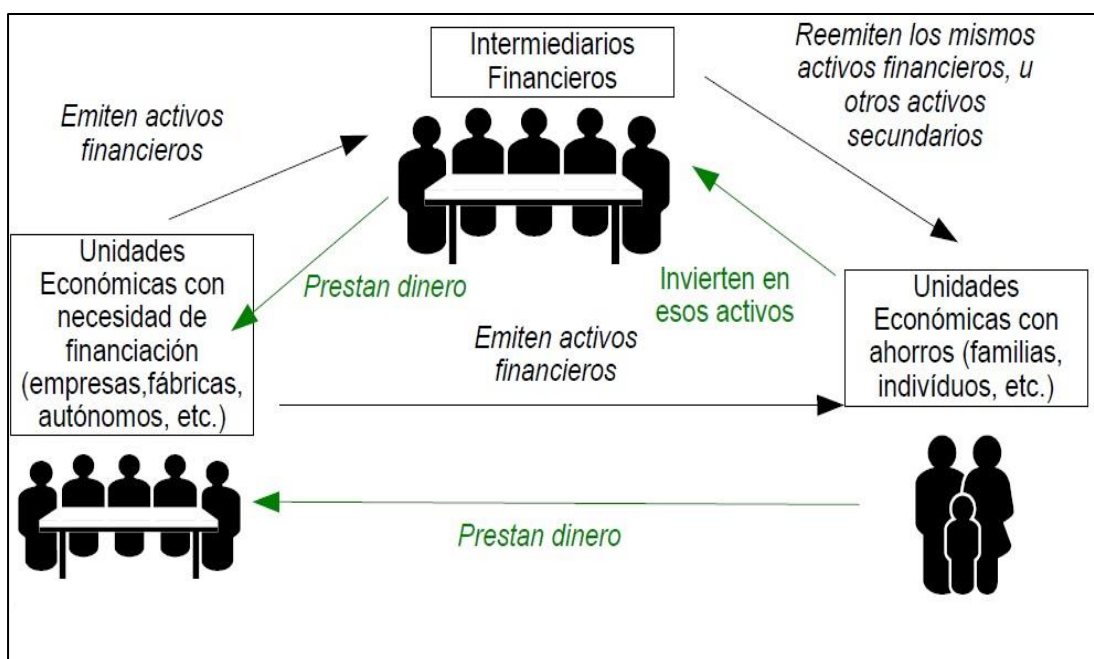 Intermiediarios
Financieros
Reemiten los mismos
activos financieros, u
otros activos
secundarios
Emiten activos
financieros
Unidades
Económicas con
necesidad de
financiación
(empresas,fábricas,
autónomos, etc.)
Prestan dinero
Invierten en
esos activos
Unidades
Económicas con
ahorros (familias,
indivíduos, etc.)
Emiten activos
financieros
Prestan dinero